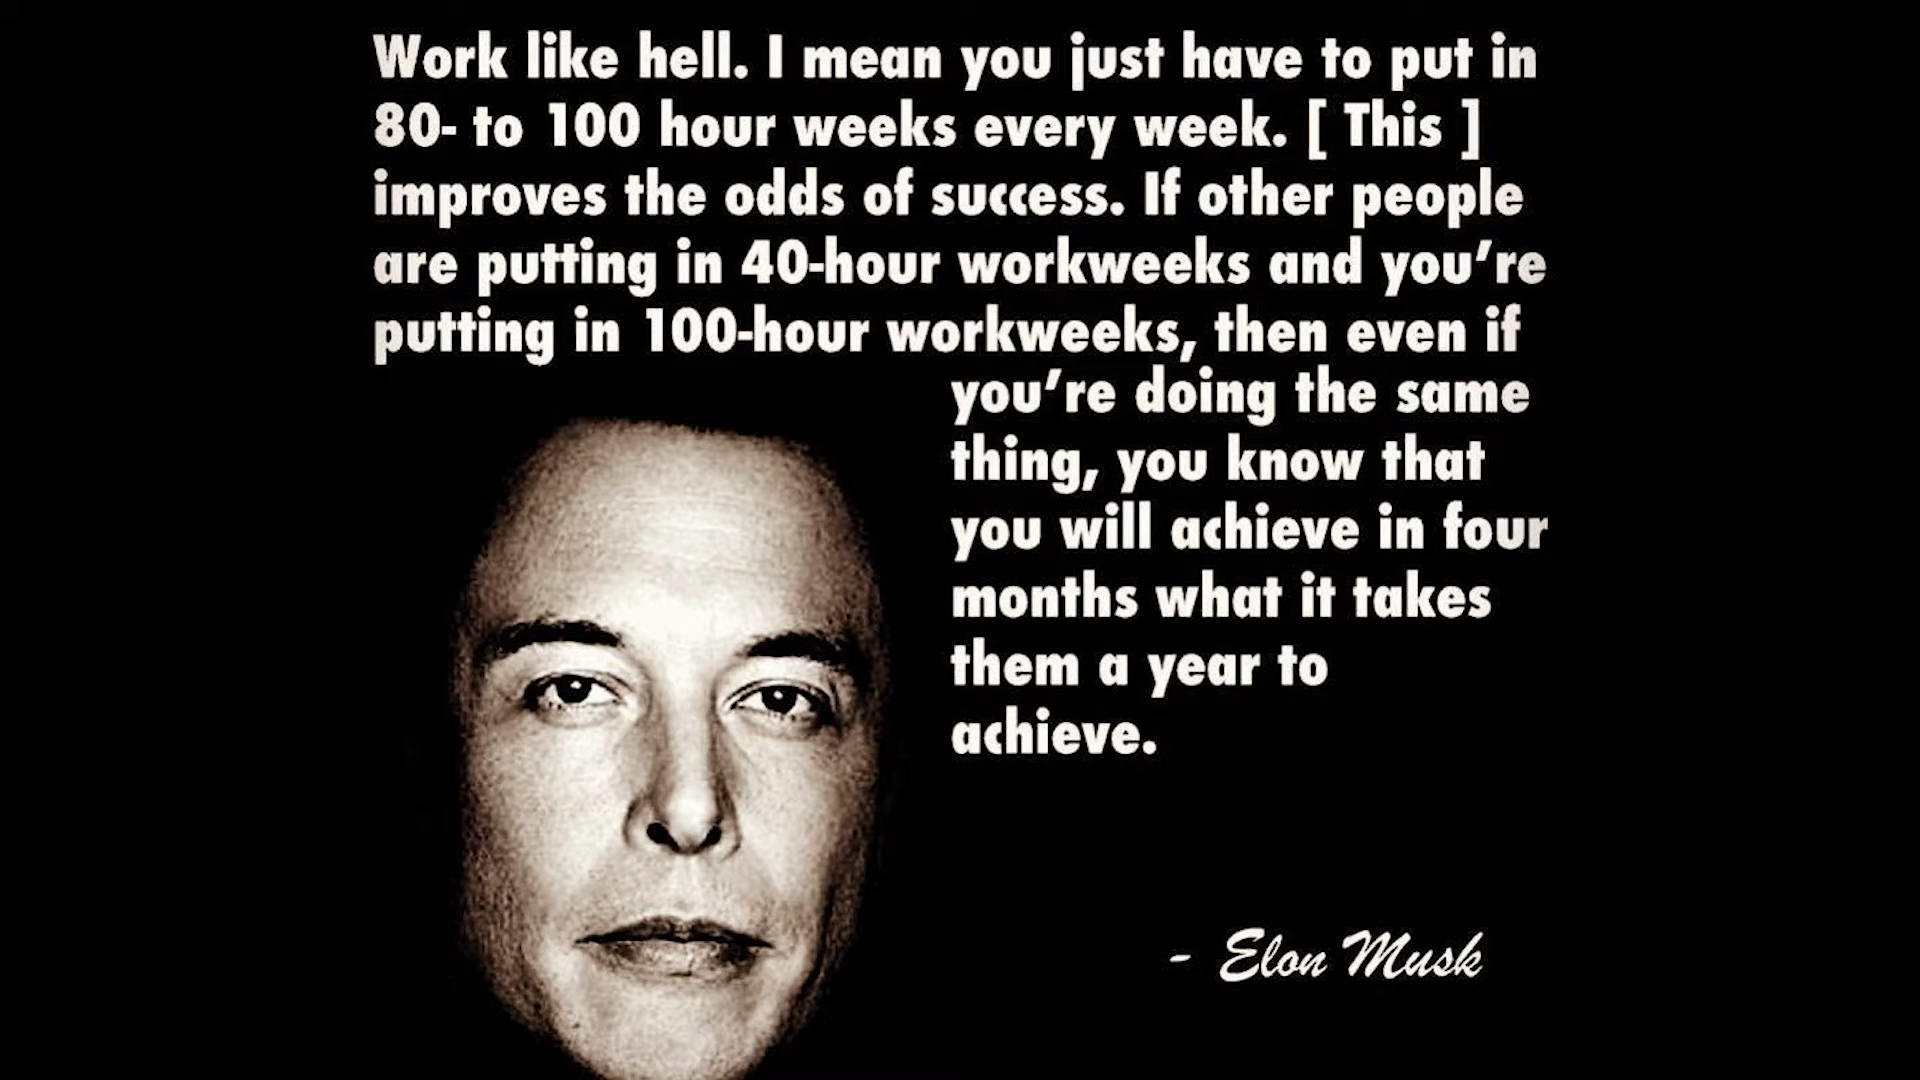 Work like hell. I mean you just have to put in
80- to 100 hour weeks every week. [ This ]
improves the odds of success. If other people
are putting in 40-hour workweeks and you’re
putting in 100-hour workweeks, then even if
you’re doing the same
thing, you know that
you will achieve in four
months what it takes
them a year to
achieve.
- Elon Musk